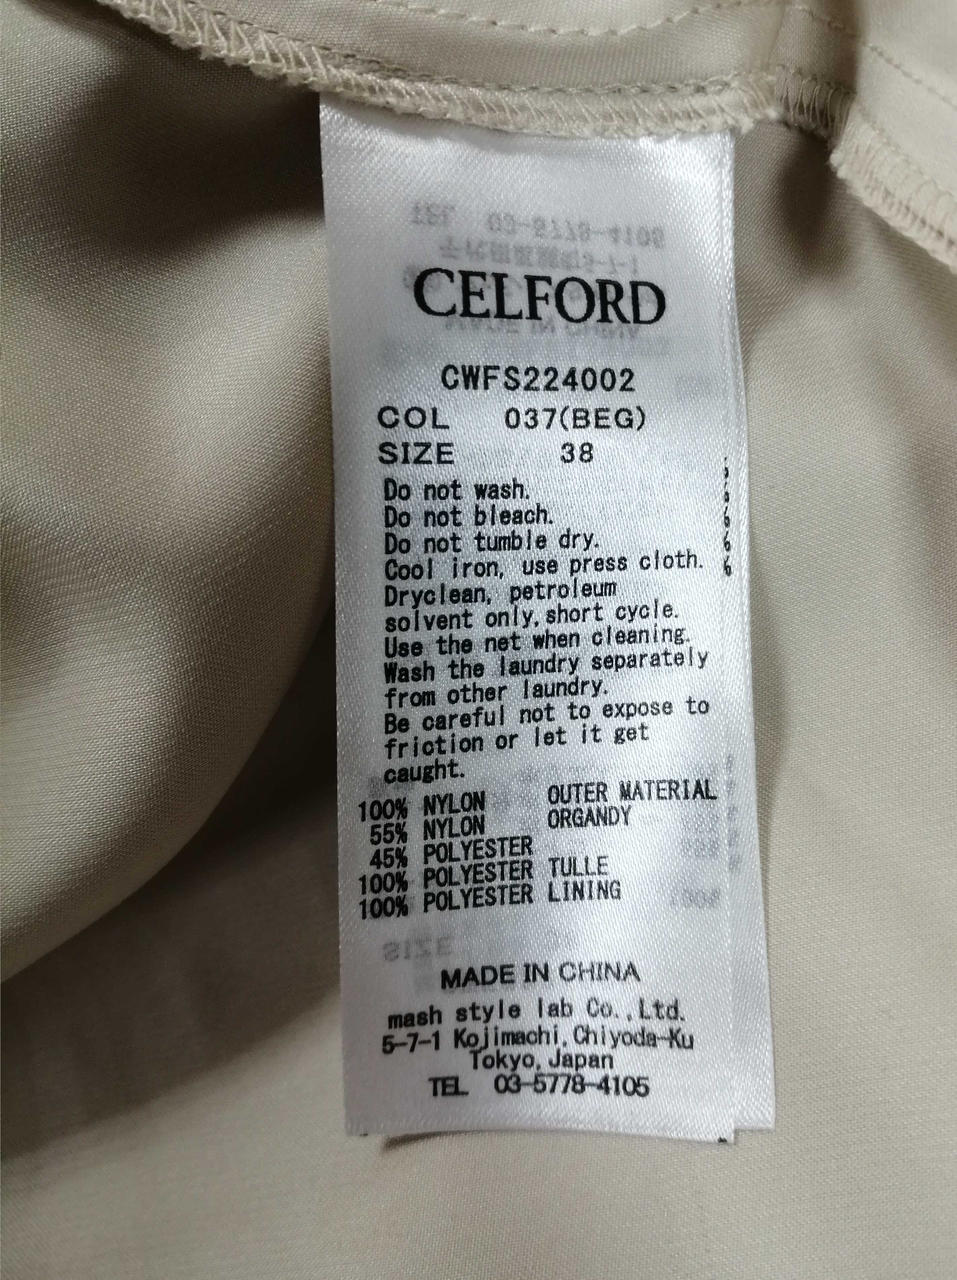 CELFORD
CWFS224002
COL 037(BEG)
SIZE 38
Do not wash.
Do not bleach.
Do not tumble dry.
Cool iron, use press cloth.
Dryclean, petroleum
solvent only, short cycle.
Use the net when cleaning.
Wash the laundry separately
from other laundry.
Be careful not to expose to
friction or let it get
caught.
100% NYLON OUTER MATERIAL
55% NYLON ORGANDY
45% POLYESTER
100% POLYESTER TULLE
100% POLYESTER LINING
MADE IN CHINA
mash style lab Co.,Ltd.
5-7-1 Kojimachi, Chiyoda-Ku
Tokyo, Japan
TEL 03-5778-4105